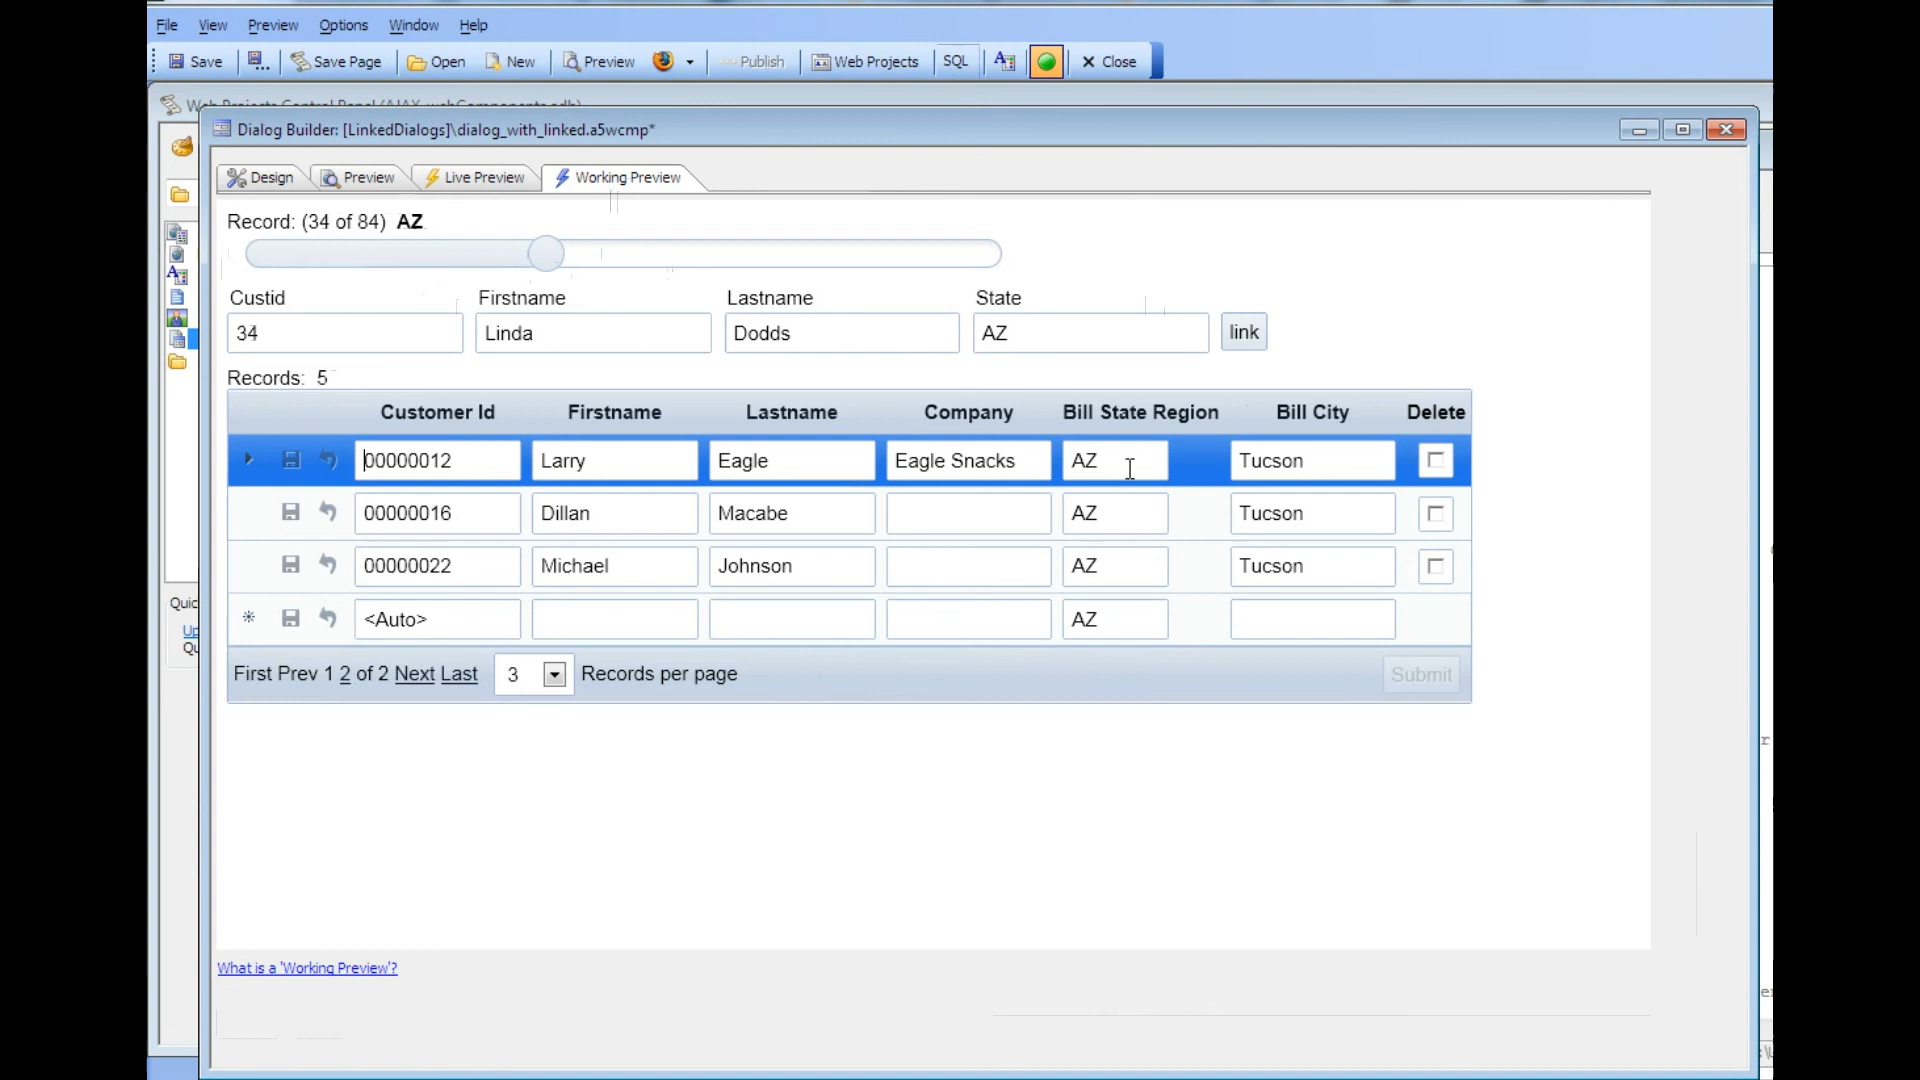 File View Preview Options Window Help
Save Save Page Open New Preview Publish Web Projects SQL Close
Dialog Builder: [LinkedDialogs]\dialog_with_linked.a5wcmp*
Design Preview Live Preview Working Preview
Record: (34 of 84) AZ
Custid Firstname Lastname State
34 Linda Dodds AZ link
Records: 5
Customer Id Firstname Lastname Company Bill State Region Bill City Delete
00000012 Larry Eagle Eagle Snacks AZ Tucson
00000016 Dillan Macabe AZ Tucson
00000022 Michael Johnson AZ Tucson
<Auto> AZ
First Prev 1 2 of 2 Next Last 3 Records per page Submit
What is a 'Working Preview'?